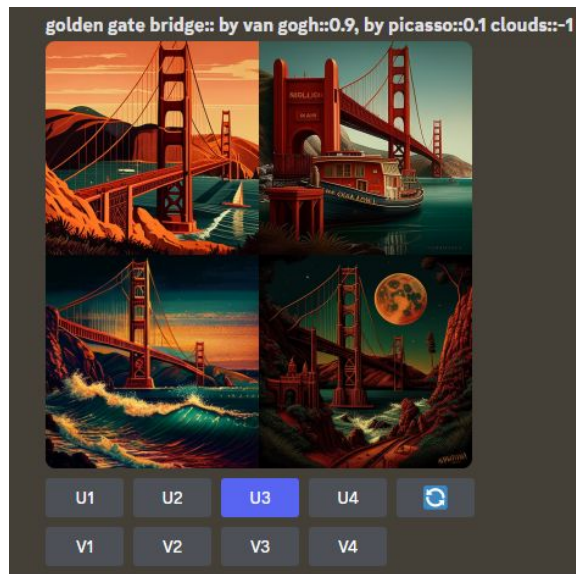 golden gate bridge:: by van gogh::0.9, by picasso::0.1 clouds::-1
U1 U2 U3 U4
V1 V2 V3 V4